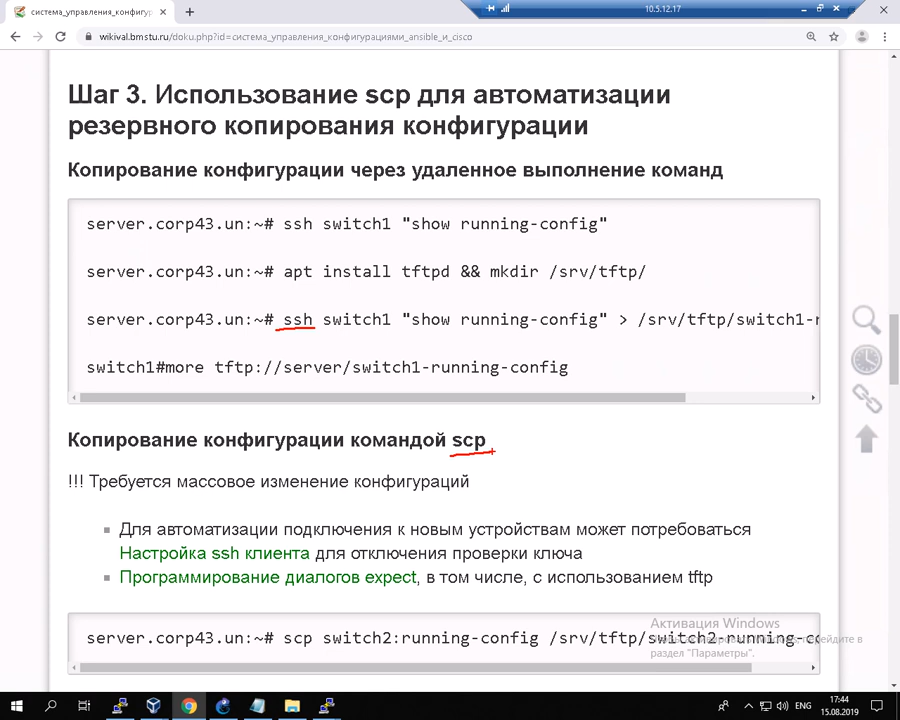 система_управления_конфигур
10.5.12.17
wikival.bmstu.ru/doku.php?id=система_управления_конфигурациями_ansible_и_cisco
Шаг 3. Использование scp для автоматизации
резервного копирования конфигурации
Копирование конфигурации через удаленное выполнение команд
server.corp43.un:~# ssh switch1 "show running-config"
server.corp43.un:~# apt install tftpd && mkdir /srv/tftp/
server.corp43.un:~# ssh switch1 "show running-config" > /srv/tftp/switch1-r
switch1#more tftp://server/switch1-running-config
Копирование конфигурации командой scp
!!! Требуется массовое изменение конфигураций
Для автоматизации подключения к новым устройствам может потребоваться
Настройка ssh клиента для отключения проверки ключа
Программирование диалогов expect, в том числе, с использованием tftp
Активация Windows
server.corp43.un:~# scp switch2:running-config /srv/tftp/switch2-running-co
раздел "Параметры".
ENG
17:44
15.08.2019